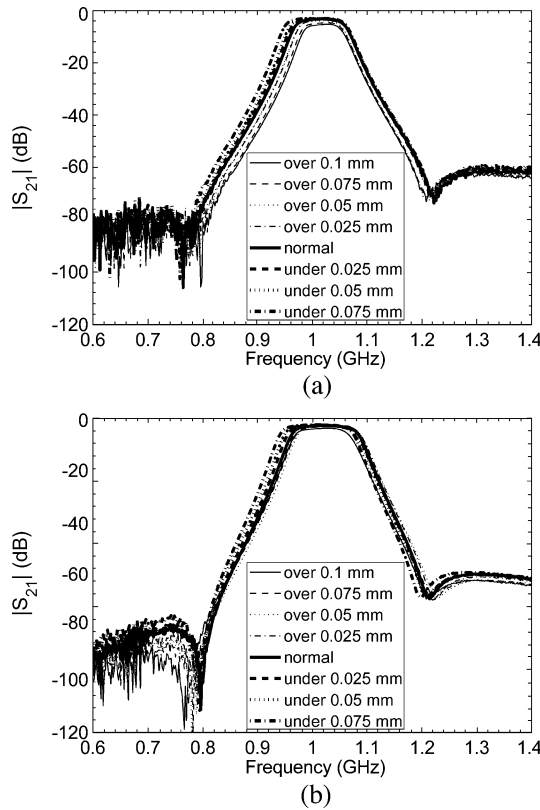 0
-20
-40
-60
-80
-100
-120
|S21| (dB)
over 0.1 mm
over 0.075 mm
over 0.05 mm
over 0.025 mm
normal
under 0.025 mm
under 0.05 mm
under 0.075 mm
0.6 0.7 0.8 0.9 1 1.1 1.2 1.3 1.4
Frequency (GHz)
(a)
0
-20
-40
-60
-80
-100
-120
|S21| (dB)
over 0.1 mm
over 0.075 mm
over 0.05 mm
over 0.025 mm
normal
under 0.025 mm
under 0.05 mm
under 0.075 mm
0.6 0.7 0.8 0.9 1 1.1 1.2 1.3 1.4
Frequency (GHz)
(b)